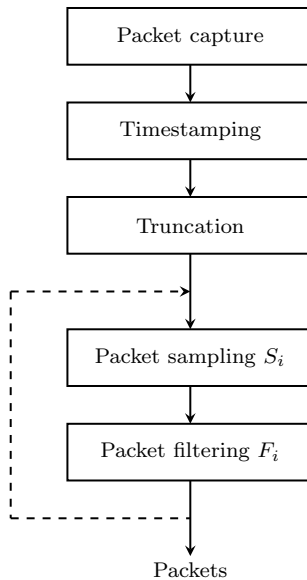 Packet capture
Timestamping
Truncation
Packet sampling S_i
Packet filtering F_i
Packets